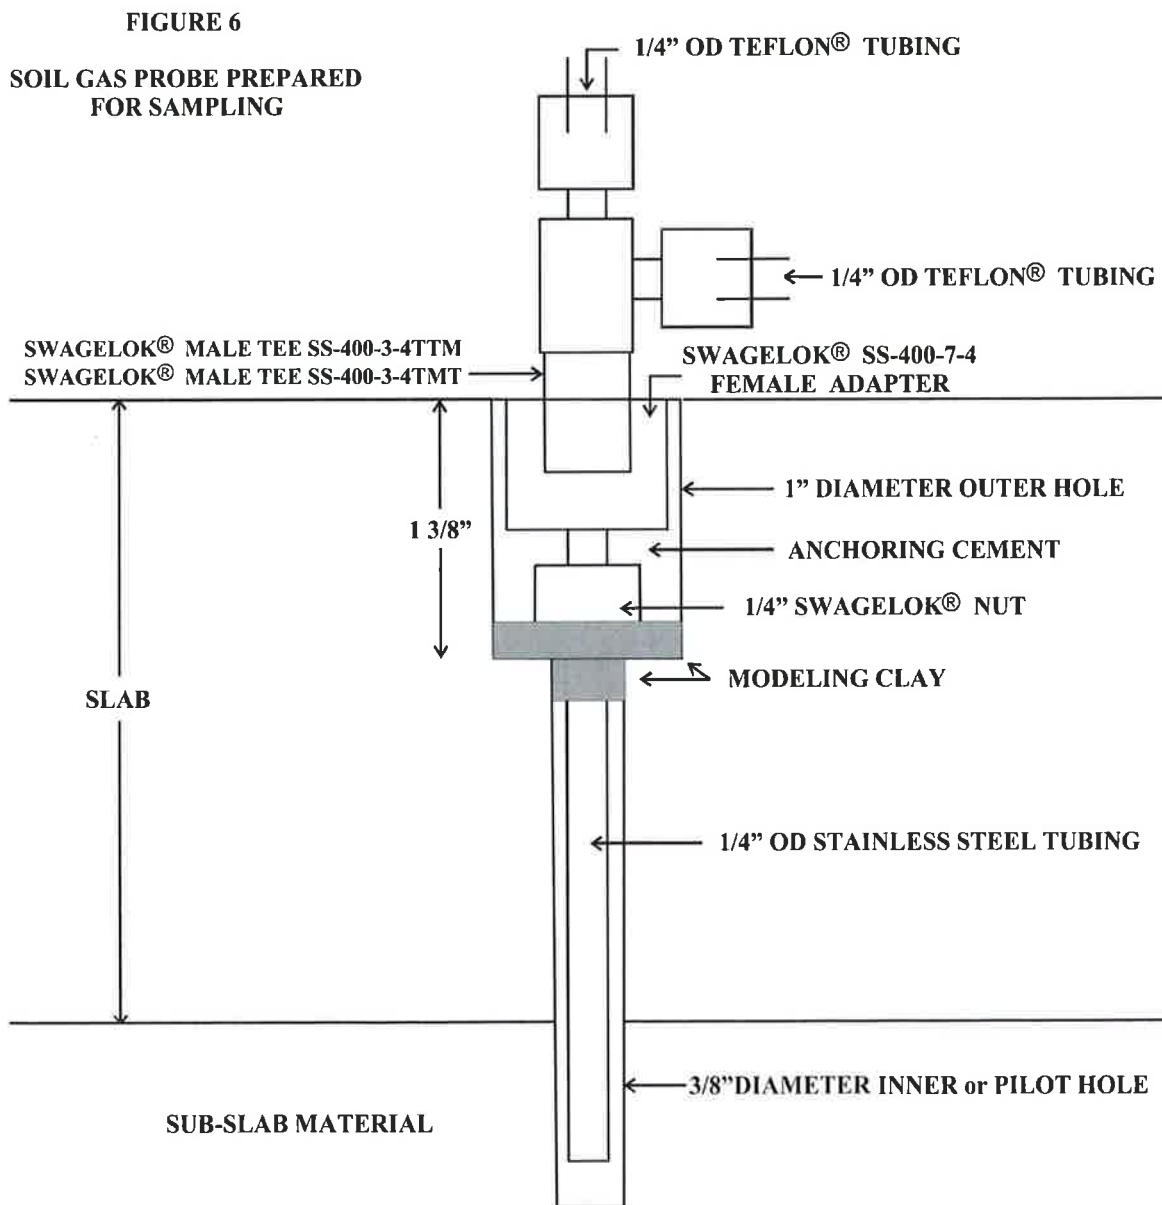 FIGURE 6
SOIL GAS PROBE PREPARED
FOR SAMPLING
1/4” OD TEFLON® TUBING
1/4” OD TEFLON® TUBING
SWAGELOK® MALE TEE SS-400-3-4TTM
SWAGELOK® MALE TEE SS-400-3-4TMT
SWAGELOK® SS-400-7-4
FEMALE ADAPTER
1” DIAMETER OUTER HOLE
1 3/8”
ANCHORING CEMENT
1/4” SWAGELOK® NUT
MODELING CLAY
SLAB
1/4” OD STAINLESS STEEL TUBING
3/8”DIAMETER INNER or PILOT HOLE
SUB-SLAB MATERIAL